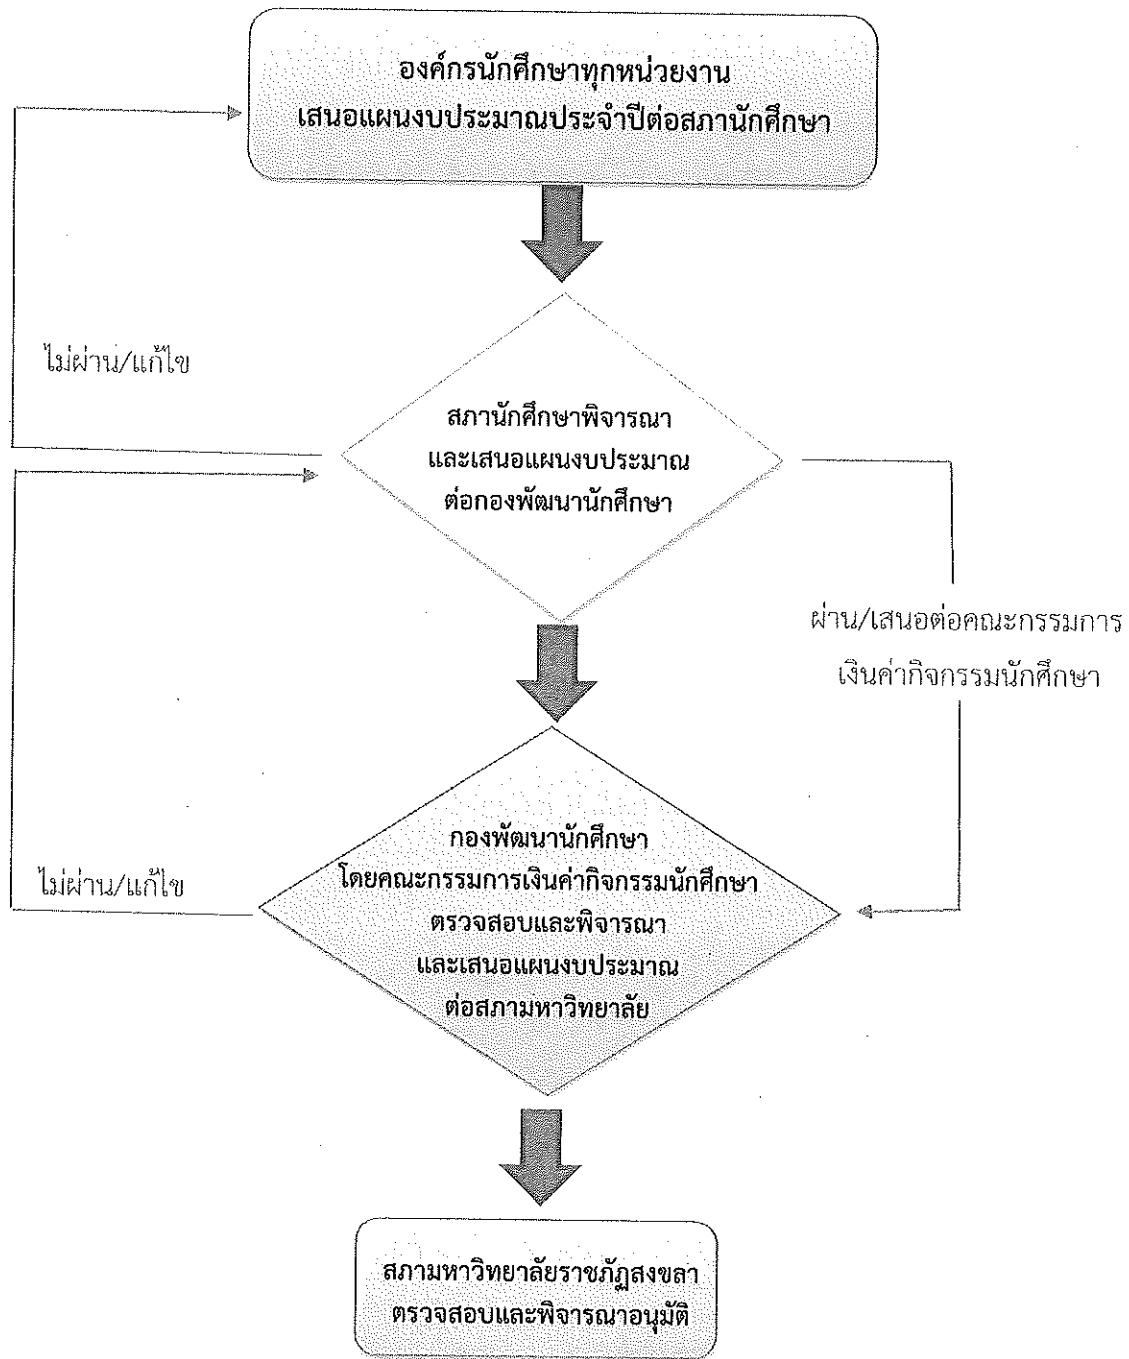 องค์กรนักศึกษาทุกหน่วยงาน
เสนอแผนงบประมาณประจำปีต่อสภานักศึกษา
ไม่ผ่าน/แก้ไข
สภานักศึกษาพิจารณา
และเสนอแผนงบประมาณ
ต่อกองพัฒนานักศึกษา
ผ่าน/เสนอต่อคณะกรรมการ
เงินค่ากิจกรรมนักศึกษา
ไม่ผ่าน/แก้ไข
กองพัฒนานักศึกษา
โดยคณะกรรมการเงินค่ากิจกรรมนักศึกษา
ตรวจสอบและพิจารณา
และเสนอแผนงบประมาณ
ต่อสภามหาวิทยาลัย
สภามหาวิทยาลัยราชภัฏสงขลา
ตรวจสอบและพิจารณาอนุมัติ